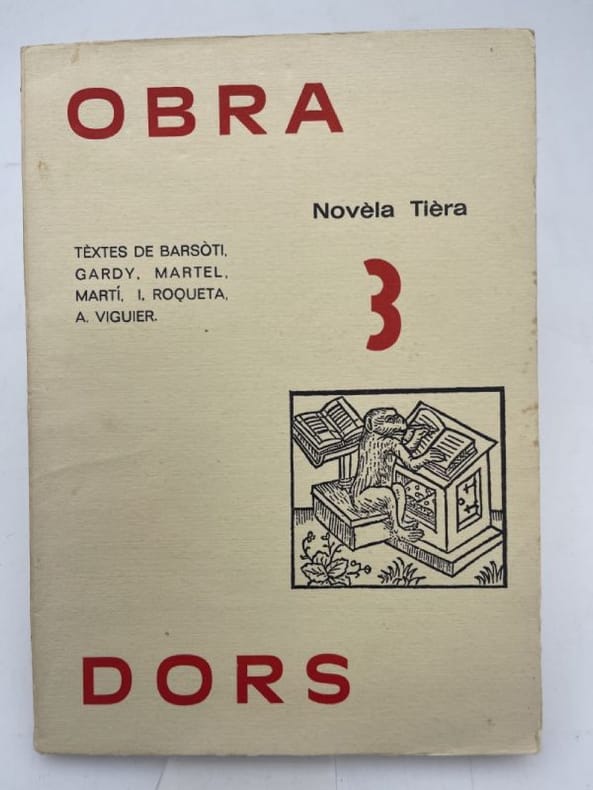 OBRA
Novèla Tièra
TÈXTES DE BARSÒTI,
GARDY, MARTEL,
MARTÍ, I, ROQUETA,
A. VIGUIER.
3
DORS